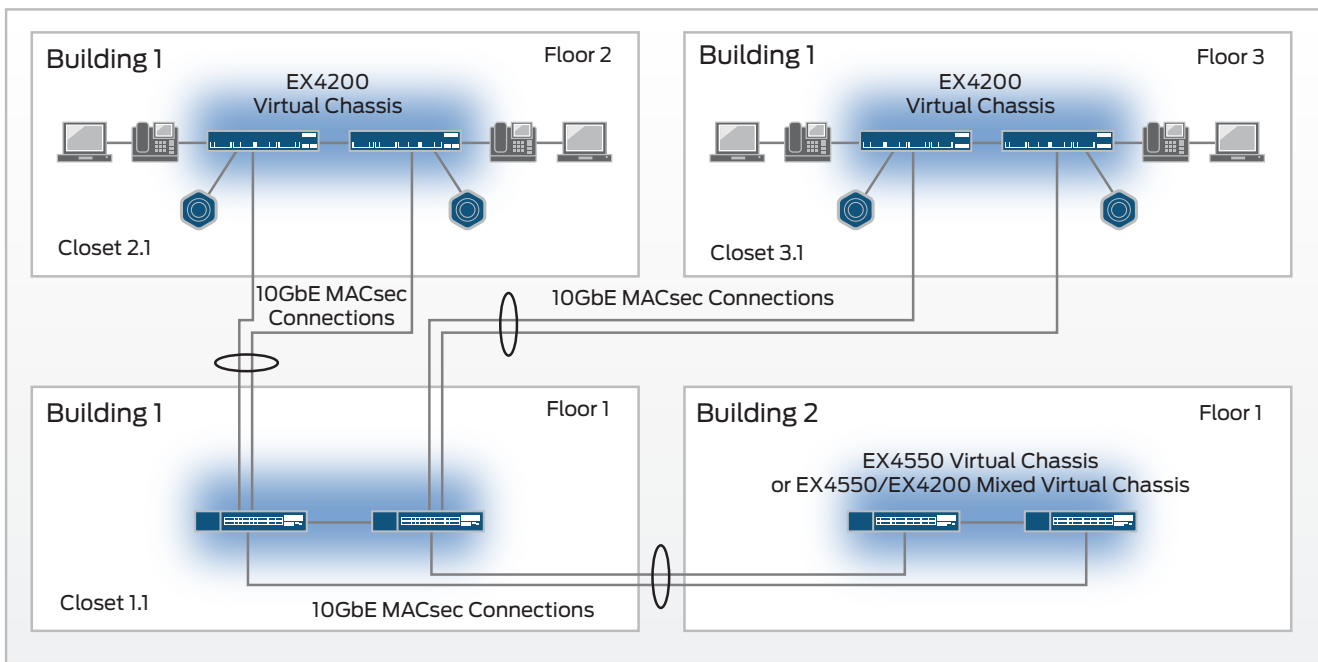 Building 1
Floor 2
EX4200
Virtual Chassis
Closet 2.1
Building 1
Floor 3
EX4200
Virtual Chassis
Closet 3.1
10GbE MACsec
Connections
10GbE MACsec Connections
Building 1
Floor 1
Closet 1.1
10GbE MACsec Connections
Building 2
Floor 1
EX4550 Virtual Chassis
or EX4550/EX4200 Mixed Virtual Chassis